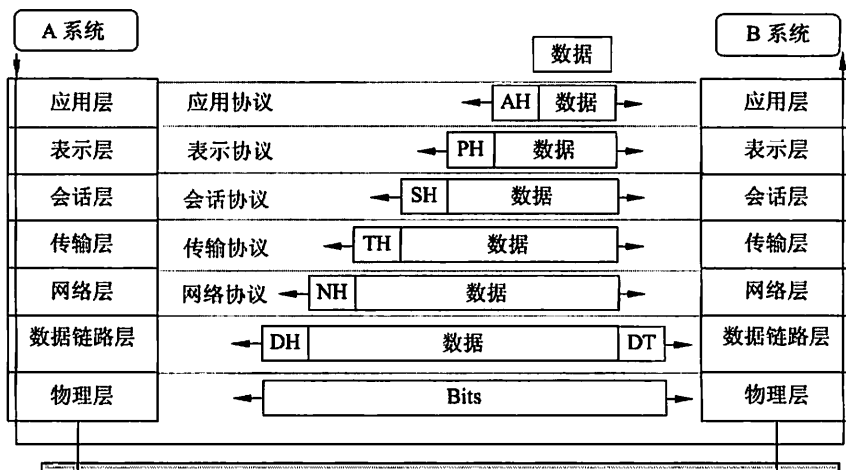 A 系统
B 系统
数据
应用层 应用协议 AH 数据 应用层
表示层 表示协议 PH 数据 表示层
会话层 会话协议 SH 数据 会话层
传输层 传输协议 TH 数据 传输层
网络层 网络协议 NH 数据 网络层
数据链路层 DH 数据 DT 数据链路层
物理层 Bits 物理层